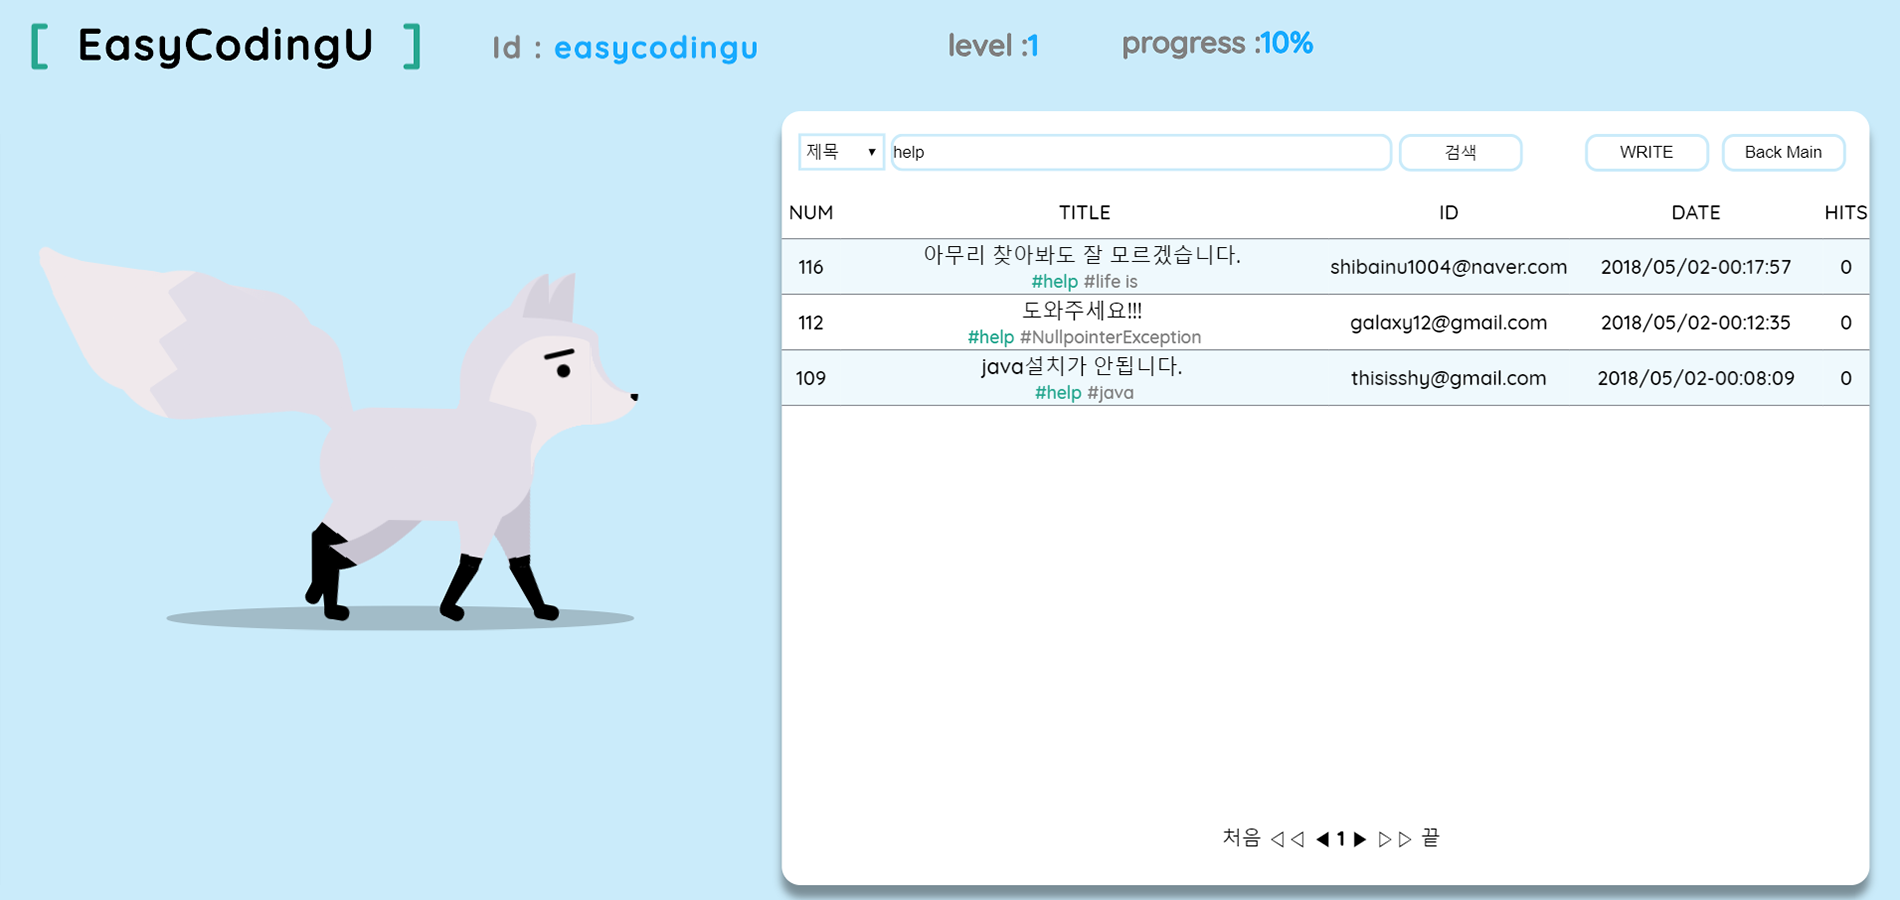 [ EasyCodingU ] Id : easycodingu level :1 progress :10%
제목 ▼ help 검색 WRITE Back Main
NUM TITLE ID DATE HITS
116 아무리 찾아봐도 잘 모르겠습니다. shibainu1004@naver.com 2018/05/02-00:17:57 0
#help #life is
112 도와주세요!!! galaxy12@gmail.com 2018/05/02-00:12:35 0
#help #NullpointerException
109 java설치가 안됩니다. thisisshy@gmail.com 2018/05/02-00:08:09 0
#help #java
처음 ◁◁ ◀ 1 ▶ ▷▷ 끝